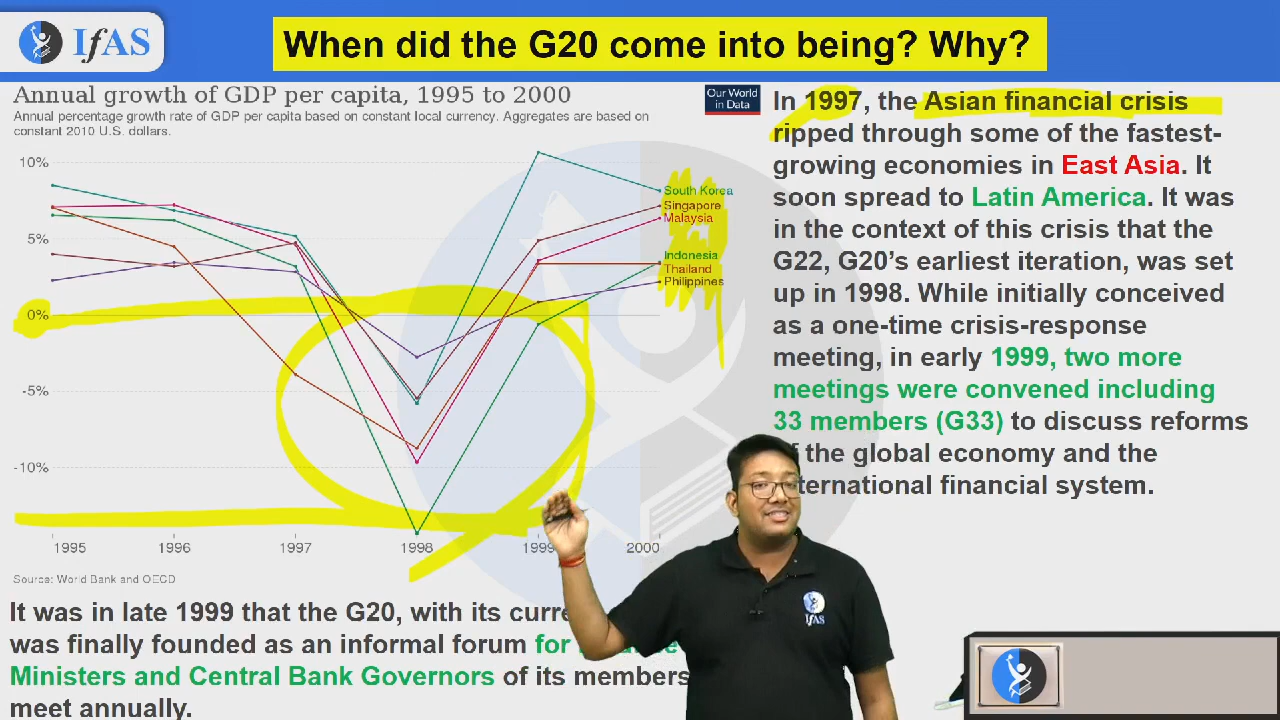 IfAS
When did the G20 come into being? Why?
Annual growth of GDP per capita, 1995 to 2000
Annual percentage growth rate of GDP per capita based on constant local currency. Aggregates are based on
constant 2010 U.S. dollars.
Our World
in Data
10%
5%
0%
-5%
-10%
South Korea
Singapore
Malaysia
Indonesia
Thailand
Philippines
1995
1996
1997
1998
1999
2000
Source: World Bank and OECD
In 1997, the Asian financial crisis
ripped through some of the fastest-
growing economies in East Asia. It
soon spread to Latin America. It was
in the context of this crisis that the
G22, G20’s earliest iteration, was set
up in 1998. While initially conceived
as a one-time crisis-response
meeting, in early 1999, two more
meetings were convened including
33 members (G33) to discuss reforms
of the global economy and the
international financial system.
It was in late 1999 that the G20, with its
was finally founded as an informal forum for
Ministers and Central Bank Governors of its members
meet annually.
IfAS